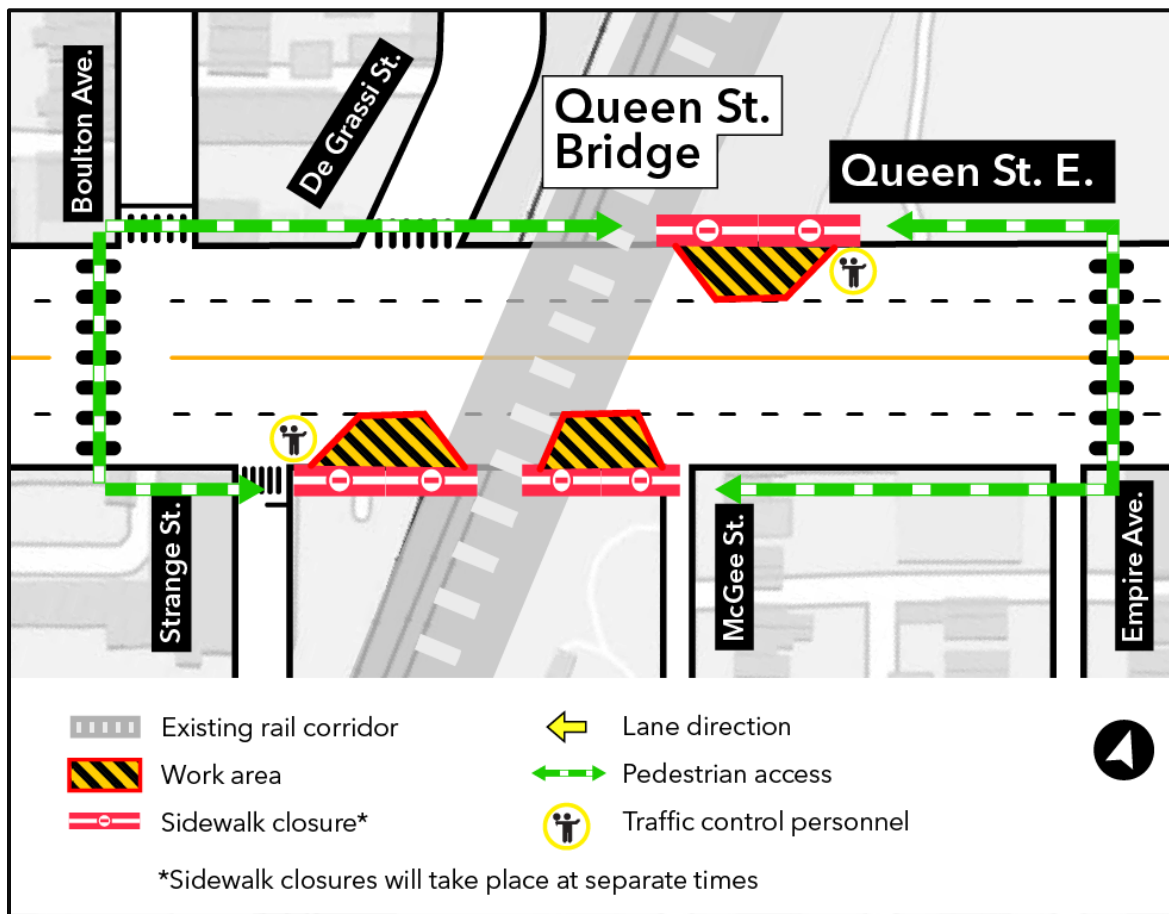 Boulton Ave.
De Grassi St.
Queen St.
Bridge
Queen St. E.
Strange St.
McGee St.
Empire Ave.
Existing rail corridor
Lane direction
Work area
Pedestrian access
Sidewalk closure*
Traffic control personnel
*Sidewalk closures will take place at separate times